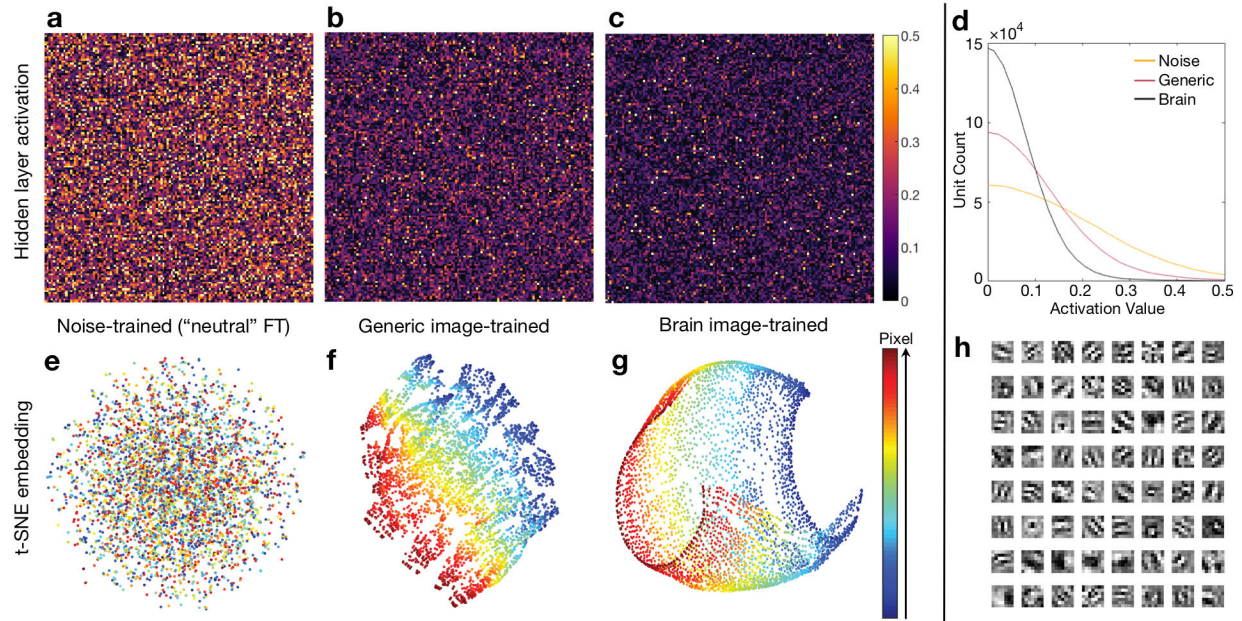 a
b
c
d
Hidden layer activation
0.5
0.4
0.3
0.2
0.1
0
×10⁴
15
10
5
0
Unit Count
Noise
Generic
Brain
0
0.1
0.2
0.3
0.4
0.5
Activation Value
Noise-trained (“neutral” FT)
Generic image-trained
Brain image-trained
e
f
g
Pixel
h
t-SNE embedding